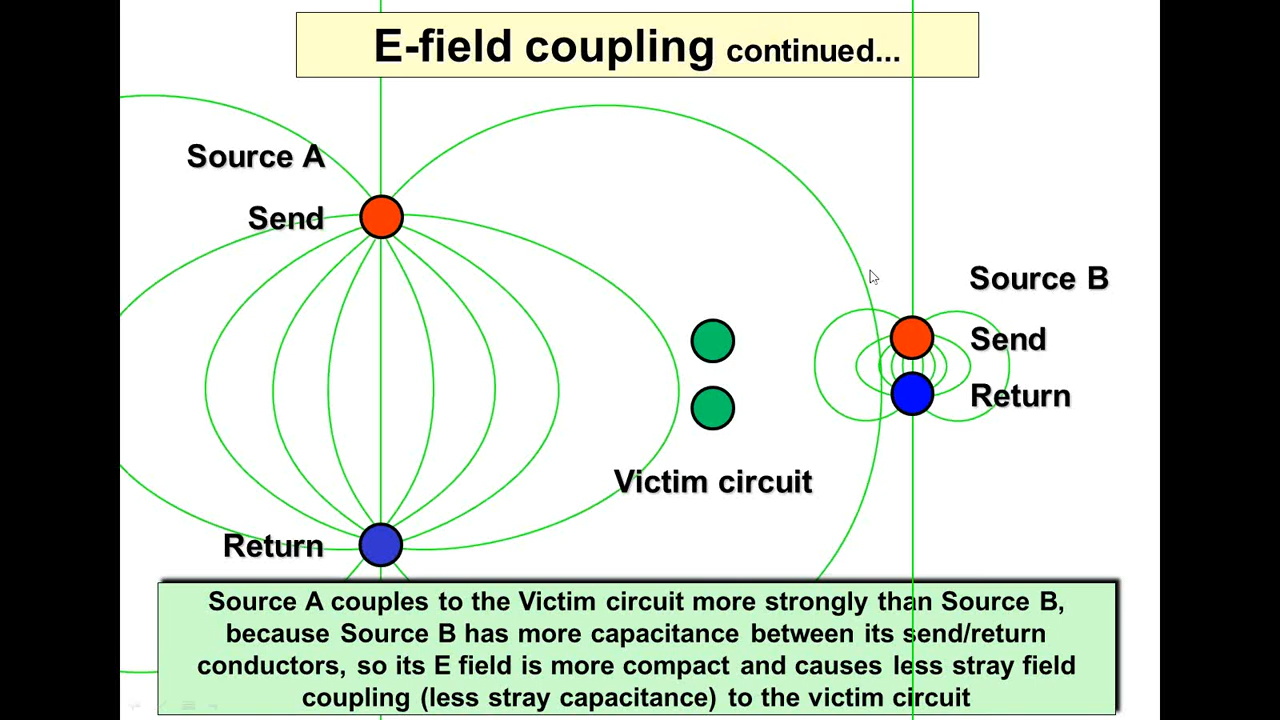 E-field coupling continued...
Source A
Send
Source B
Send
Return
Victim circuit
Return
Source A couples to the Victim circuit more strongly than Source B,
because Source B has more capacitance between its send/return
conductors, so its E field is more compact and causes less stray field
coupling (less stray capacitance) to the victim circuit